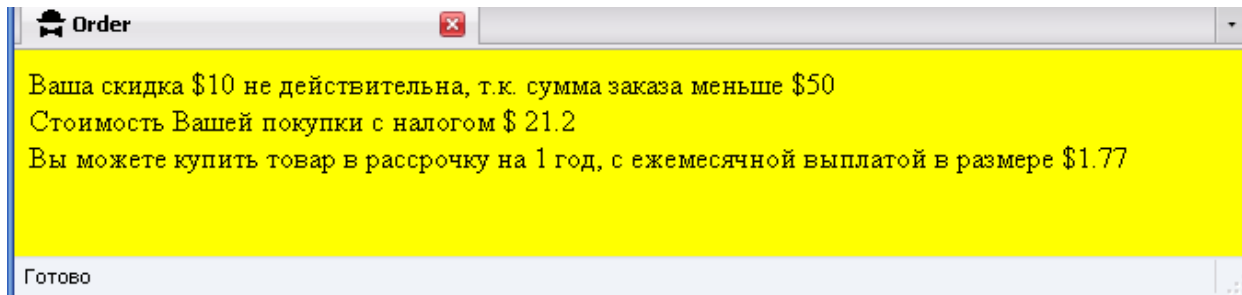 Order
Ваша скидка $10 не действительна, т.к. сумма заказа меньше $50
Стоимость Вашей покупки с налогом $ 21.2
Вы можете купить товар в рассрочку на 1 год, с ежемесячной выплатой в размере $1.77
Готово